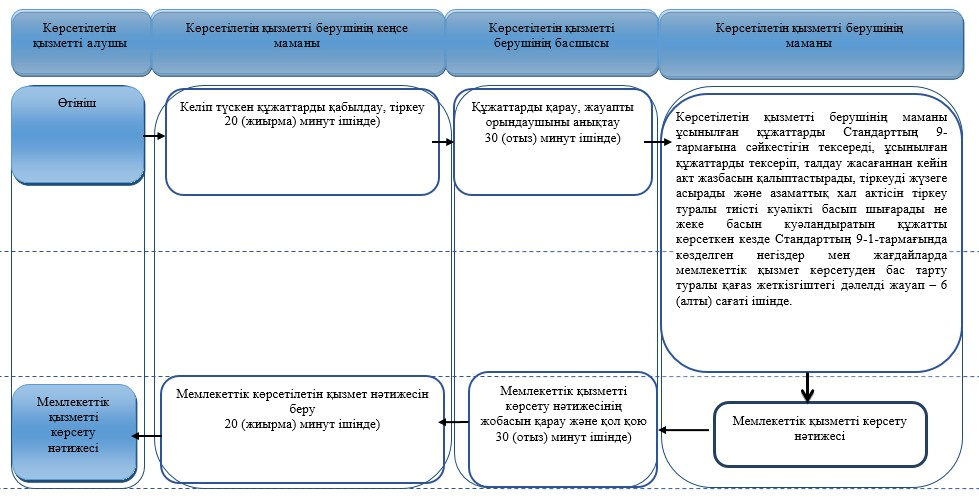 Көрсетілетін
қызметті алушы
Көрсетілетін қызметті берушінің кеңсе
маманы
Көрсетілетін қызметті
берушінің басшысы
Көрсетілетін қызметті берушінің
маманы
Өтініш
Келіп түскен құжаттарды қабылдау, тіркеу
20 (жиырма) минут ішінде)
Құжаттарды қарау, жауапты
орындаушыны анықтау
30 (отыз) минут ішінде)
Көрсетілетін қызметті берушінің маманы
ұсынылған құжаттарды Стандарттың 9-
тармағына сәйкестігін тексереді, ұсынылған
құжаттарды тексеріп, талдау жасағаннан кейін
акт жазбасын қалыптастырады, тіркеуді жүзеге
асырады және азаматтық хал актісін тіркеу
туралы тиісті куәлікті басып шығарады не
жеке басын куәландыратын құжатты
көрсеткен кезде Стандарттың 9-1-тармағында
көзделген негіздер мен жағдайларда
мемлекеттік қызмет көрсетуден бас тарту
туралы қағаз жеткізгіштегі дәлелді жауап – 6
(алты) сағаті ішінде.
Мемлекеттік
қызметті
көрсету
нәтижесі
Мемлекеттік көрсетілетін қызмет нәтижесін
беру
20 (жиырма) минут ішінде)
Мемлекеттік қызметті
көрсету нәтижесінің
жобасын қарау және қол қою
30 (отыз) минут ішінде)
Мемлекеттік қызметті көрсету
нәтижесі